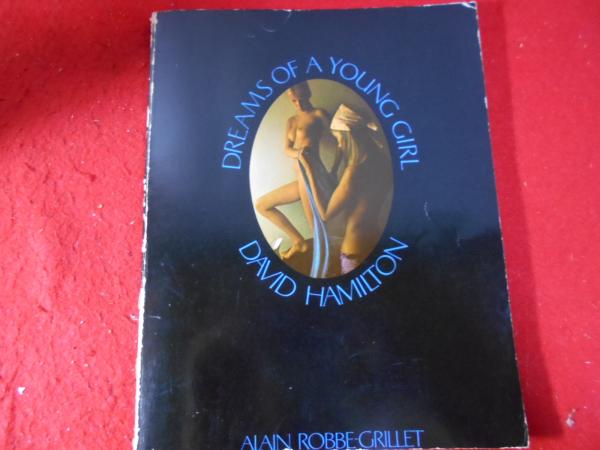 DREAMS OF A YOUNG GIRL
DAVID HAMILTON
ALAIN ROBBE-GRILLET